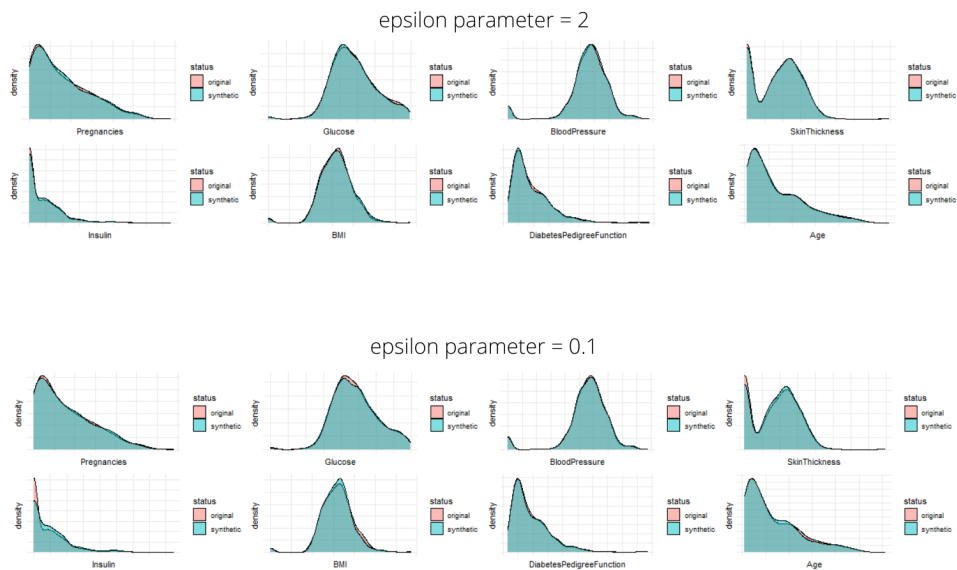 epsilon parameter = 2
density
status
original
synthetic
Pregnancies
density
status
original
synthetic
Glucose
density
status
original
synthetic
BloodPressure
density
status
original
synthetic
SkinThickness
density
status
original
synthetic
Insulin
density
status
original
synthetic
BMI
density
status
original
synthetic
DiabetesPedigreeFunction
density
status
original
synthetic
Age
epsilon parameter = 0.1
density
status
original
synthetic
Pregnancies
density
status
original
synthetic
Glucose
density
status
original
synthetic
BloodPressure
density
status
original
synthetic
SkinThickness
density
status
original
synthetic
Insulin
density
status
original
synthetic
BMI
density
status
original
synthetic
DiabetesPedigreeFunction
density
status
original
synthetic
Age